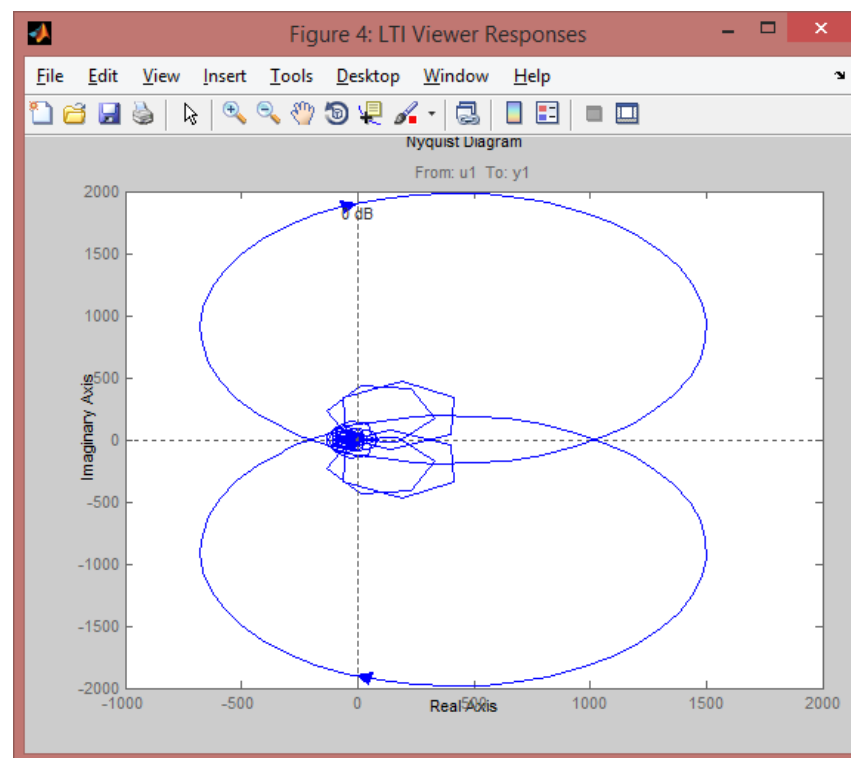 Figure 4: LTI Viewer Responses
File Edit View Insert Tools Desktop Window Help
Nyquist Diagram
From: u1 To: y1
0 dB
2000
1500
1000
500
0
-500
-1000
-1500
-2000
Imaginary Axis
-1000 -500 0 500 1000 1500 2000
Real Axis